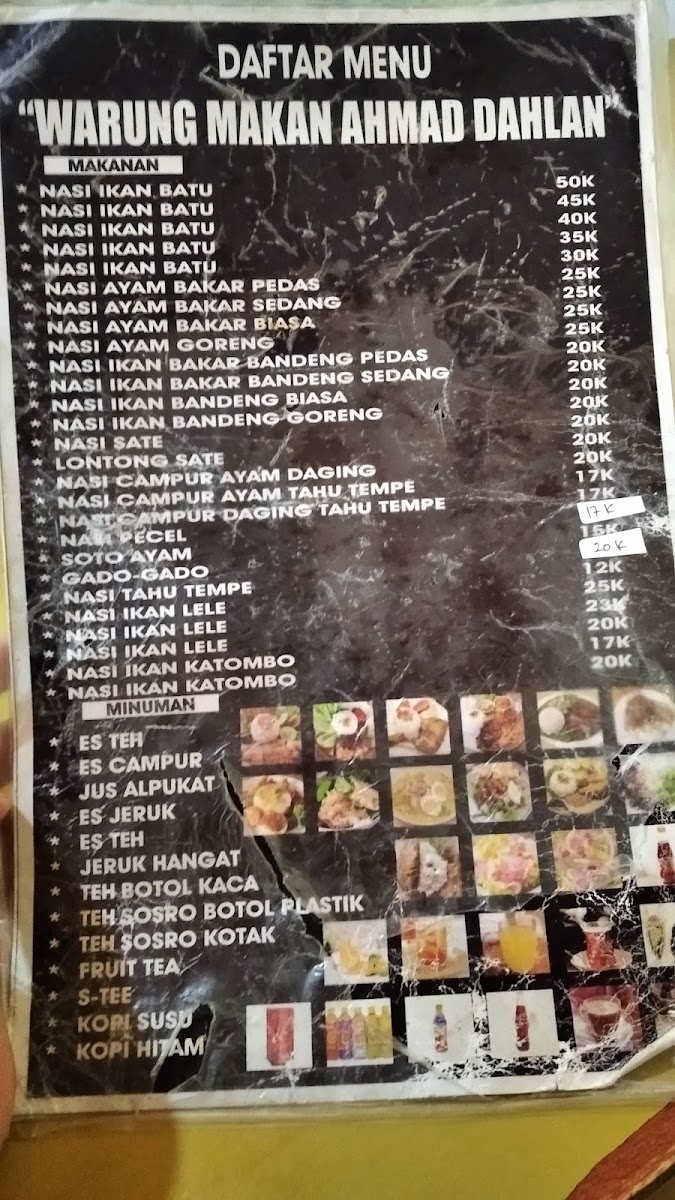 DAFTAR MENU
"WARUNG MAKAN AHMAD DAHLAN"
MAKANAN
* NASI IKAN BATU 50K
* NASI IKAN BATU 45K
* NASI IKAN BATU 40K
* NASI IKAN BATU 35K
* NASI IKAN BATU 30K
* NASI AYAM BAKAR PEDAS 25K
* NASI AYAM BAKAR SEDANG 25K
* NASI AYAM BAKAR BIASA 25K
* NASI AYAM GORENG 25K
* NASI IKAN BAKAR BANDENG PEDAS 20K
* NASI IKAN BAKAR BANDENG SEDANG 20K
* NASI IKAN BANDENG BIASA 20K
* NASI IKAN BANDENG GORENG 20K
* NASI SATE 20K
* LONTONG SATE 20K
* NASI CAMPUR AYAM DAGING 20K
* NASI CAMPUR AYAM TAHU TEMPE 17K
* NASI CAMPUR DAGING TAHU TEMPE 17K
* NASI PECEL 17K
* SOTO AYAM 15K
* GADO-GADO 20K
* NASI TAHU TEMPE 12K
* NASI IKAN LELE 25K
* NASI IKAN LELE 23K
* NASI IKAN LELE 20K
* NASI IKAN KATOMBO 17K
* NASI IKAN KATOMBO 20K
MINUMAN
* ES TEH
* ES CAMPUR
* JUS ALPUKAT
* ES JERUK
* ES TEH
* JERUK HANGAT
* TEH BOTOL KACA
* TEH SOSRO BOTOL PLASTIK
* TEH SOSRO KOTAK
* FRUIT TEA
* S-TEE
* KOPI SUSU
* KOPI HITAM